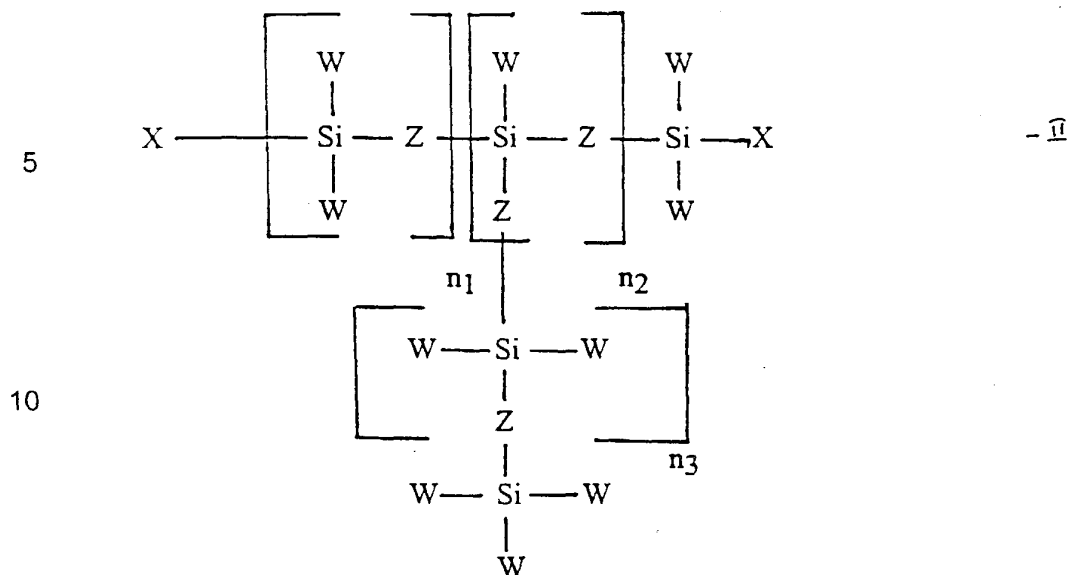 W W W
X Si Z Si Z Si X - II
5
W Z W
n1 n2
W Si W
10
Z
n3
W Si W
W